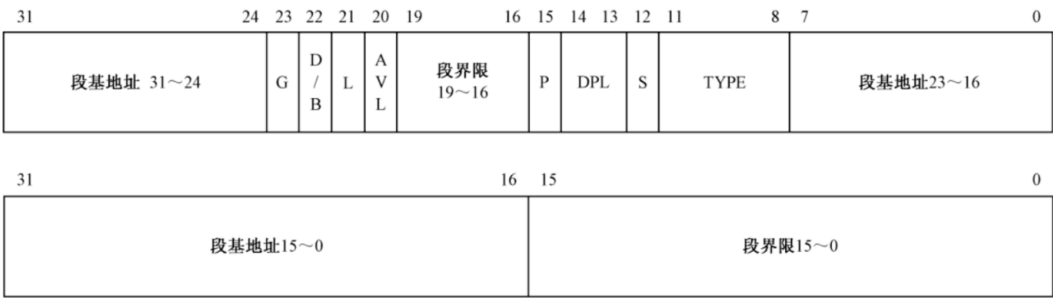 31 24 23 22 21 20 19 16 15 14 13 12 11 8 7 0
段基地址 31～24 G D/B L AVL 段界限 19～16 P DPL S TYPE 段基地址23～16
31 16 15 0
段基地址15～0 段界限15～0